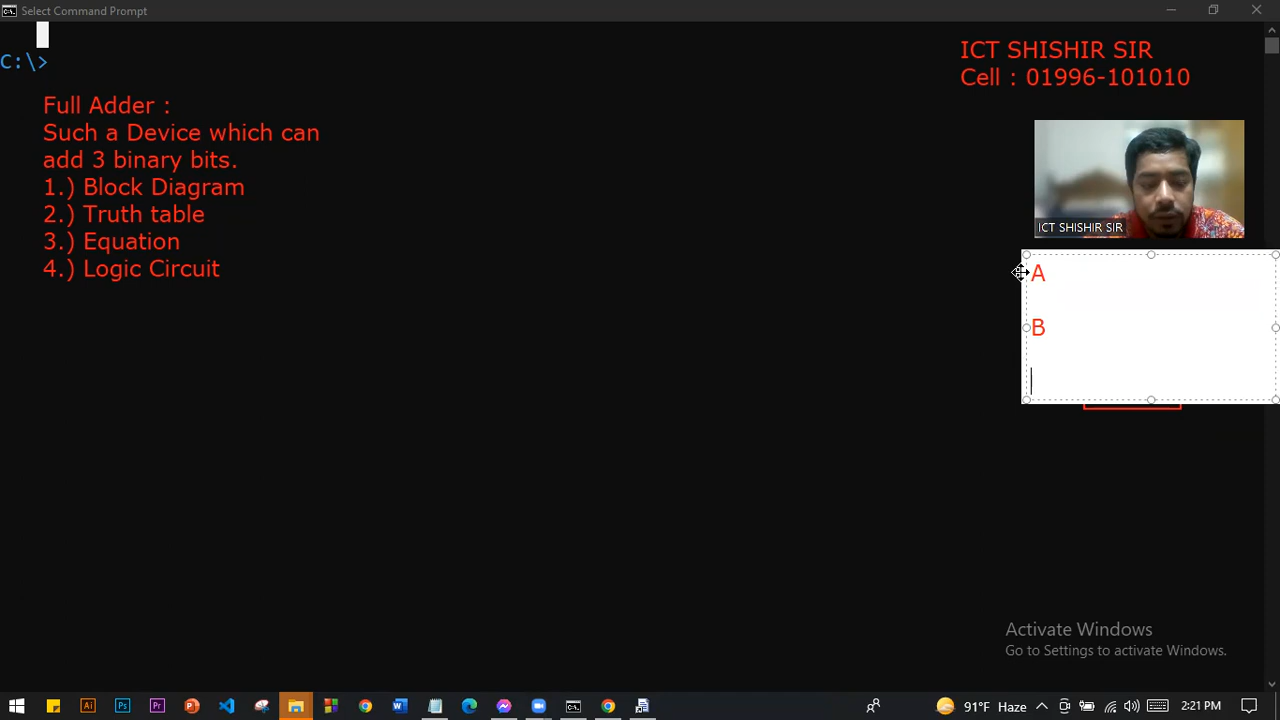 Select Command Prompt
C:\>
ICT SHISHIR SIR
Cell : 01996-101010
Full Adder :
Such a Device which can
add 3 binary bits.
1.) Block Diagram
2.) Truth table
3.) Equation
4.) Logic Circuit
ICT SHISHIR SIR
A
B
Activate Windows
Go to Settings to activate Windows.
91°F Haze
2:21 PM